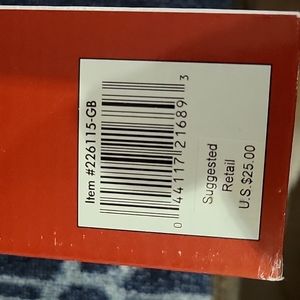 Item #226115-GB
0 44117 21689 3
Suggested
Retail
U.S.$25.00